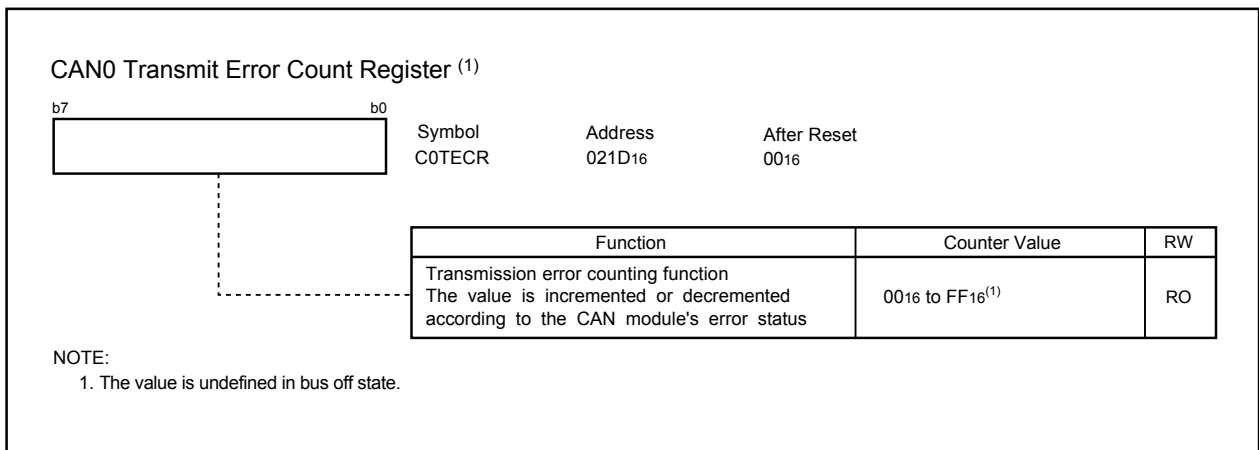 CAN0 Transmit Error Count Register (1)
b7 b0
Symbol Address After Reset
C0TECR 021D16 0016
Function Counter Value RW
Transmission error counting function
The value is incremented or decremented
according to the CAN module's error status
0016 to FF16(1) RO
NOTE:
1. The value is undefined in bus off state.